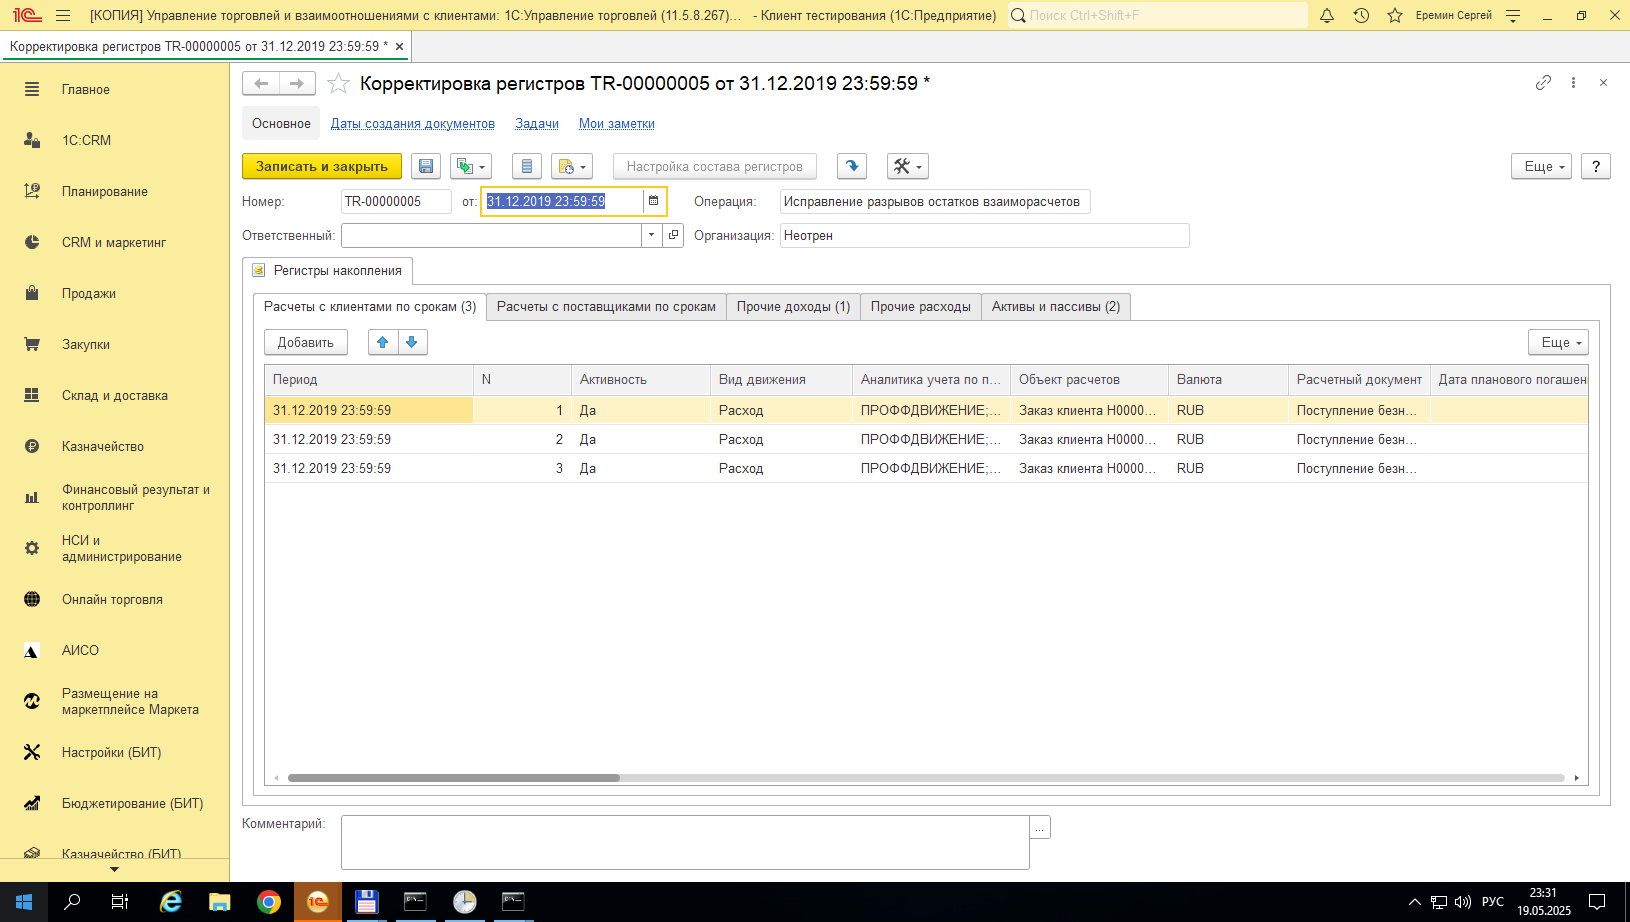 [КОПИЯ] Управление торговлей и взаимоотношениями с клиентами: 1С:Управление торговлей (11.5.8.267)... - Клиент тестирования (1С:Предприятие)
Поиск Ctrl+Shift+F
Еремин Сергей
Корректировка регистров TR-00000005 от 31.12.2019 23:59:59 *
Главное
1С:CRM
Планирование
CRM и маркетинг
Продажи
Закупки
Склад и доставка
Казначейство
Финансовый результат и
контроллинг
НСИ и
администрирование
Онлайн торговля
АИСО
Размещение на
маркетплейсе Маркета
Настройки (БИТ)
Бюджетирование (БИТ)
Казначейство (БИТ)
Корректировка регистров TR-00000005 от 31.12.2019 23:59:59 *
Основное Даты создания документов Задачи Мои заметки
Записать и закрыть Настройка состава регистров Еще ?
Номер: TR-00000005 от: 31.12.2019 23:59:59 Операция: Исправление разрывов остатков взаиморасчетов
Ответственный: Организация: Неотрен
Регистры накопления
Расчеты с клиентами по срокам (3) Расчеты с поставщиками по срокам Прочие доходы (1) Прочие расходы Активы и пассивы (2)
Добавить Еще
Период N Активность Вид движения Аналитика учета по п... Объект расчетов Валюта Расчетный документ Дата планового погашен
31.12.2019 23:59:59 1 Да Расход ПРОФФДВИЖЕНИЕ;... Заказ клиента Н0000... RUB Поступление безн...
31.12.2019 23:59:59 2 Да Расход ПРОФФДВИЖЕНИЕ;... Заказ клиента Н0000... RUB Поступление безн...
31.12.2019 23:59:59 3 Да Расход ПРОФФДВИЖЕНИЕ;... Заказ клиента Н0000... RUB Поступление безн...
Комментарий: ...
РУС
23:31
19.05.2025